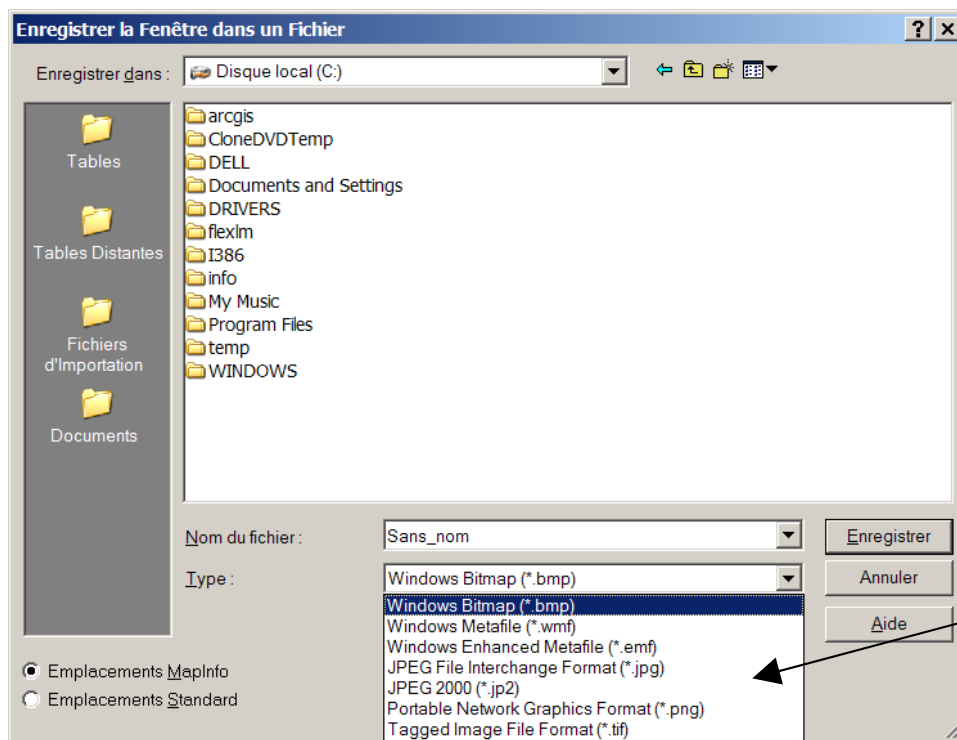 Enregistrer la Fenêtre dans un Fichier
Enregistrer dans :
Disque local (C:)
Tables
Tables Distantes
Fichiers
d'Importation
Documents
arcgis
CloneDVDTemp
DELL
Documents and Settings
DRIVERS
flexlm
I386
info
My Music
Program Files
temp
WINDOWS
Nom du fichier :
Sans_nom
Enregistrer
Type :
Windows Bitmap (*.bmp)
Annuler
Windows Bitmap (*.bmp)
Windows Metafile (*.wmf)
Windows Enhanced Metafile (*.emf)
JPEG File Interchange Format (*.jpg)
JPEG 2000 (*.jp2)
Portable Network Graphics Format (*.png)
Tagged Image File Format (*.tif)
Aide
Emplacements MapInfo
Emplacements Standard